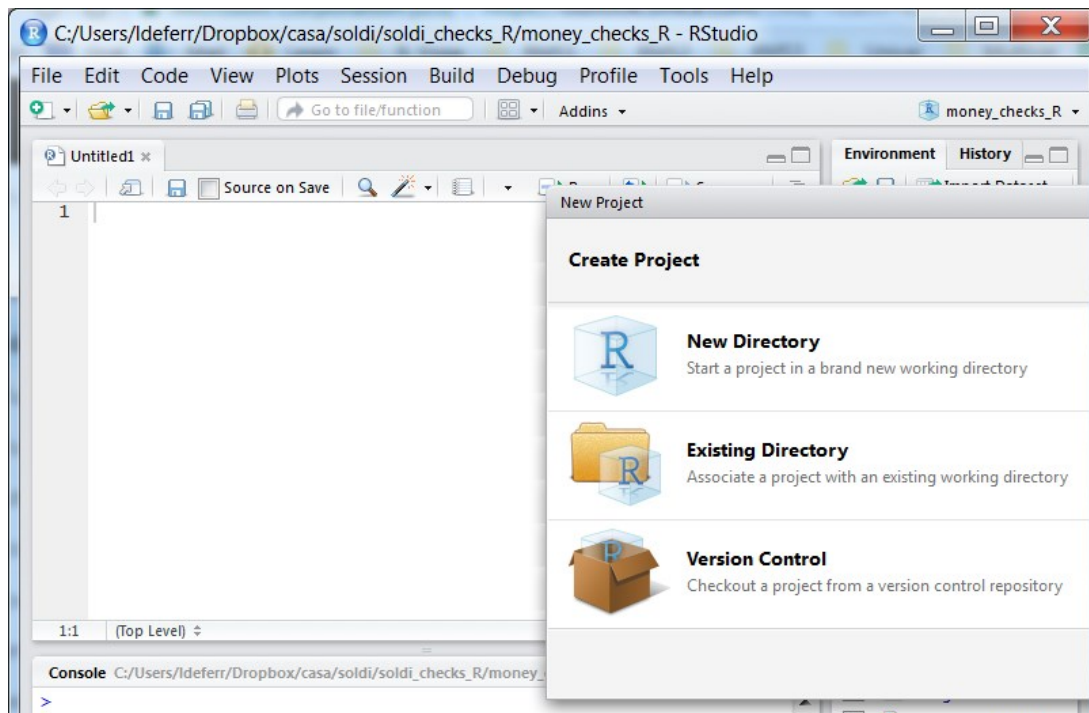 C:/Users/ldeferr/Dropbox/casa/soldi/soldi_checks_R/money_checks_R - RStudio
File Edit Code View Plots Session Build Debug Profile Tools Help
Go to file/function Addins money_checks_R
Untitled1
Environment History
Source on Save
1
New Project
Create Project
New Directory
Start a project in a brand new working directory
Existing Directory
Associate a project with an existing working directory
Version Control
Checkout a project from a version control repository
1:1 (Top Level)
Console C:/Users/ldeferr/Dropbox/casa/soldi/soldi_checks_R/money_
>